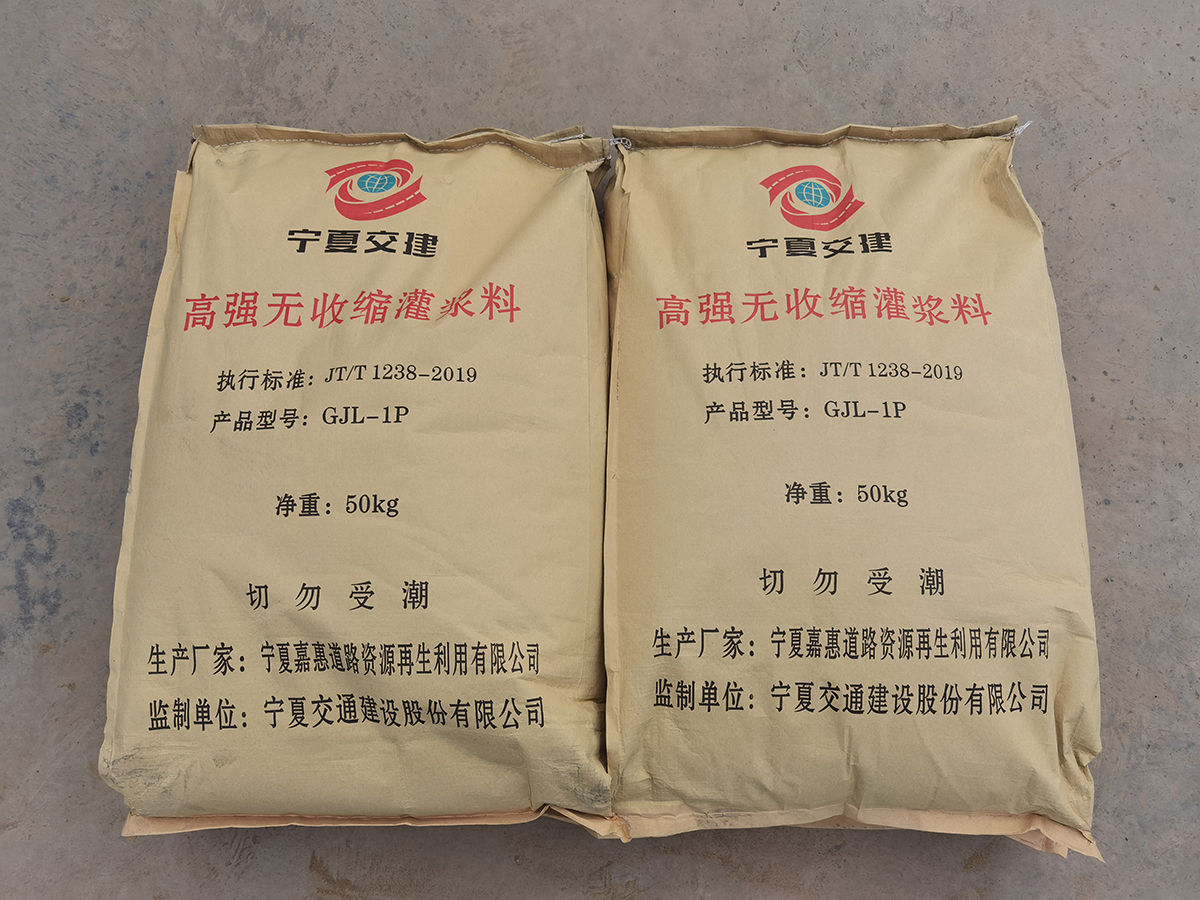 宁夏交建
高强无收缩灌浆料
执行标准：JT/T 1238-2019
产品型号：GJL-1P
净重：50kg
切勿受潮
生产厂家：宁夏嘉惠道路资源再生利用有限公司
监制单位：宁夏交通建设股份有限公司
宁夏交建
高强无收缩灌浆料
执行标准：JT/T 1238-2019
产品型号：GJL-1P
净重：50kg
切勿受潮
生产厂家：宁夏嘉惠道路资源再生利用有限公司
监制单位：宁夏交通建设股份有限公司